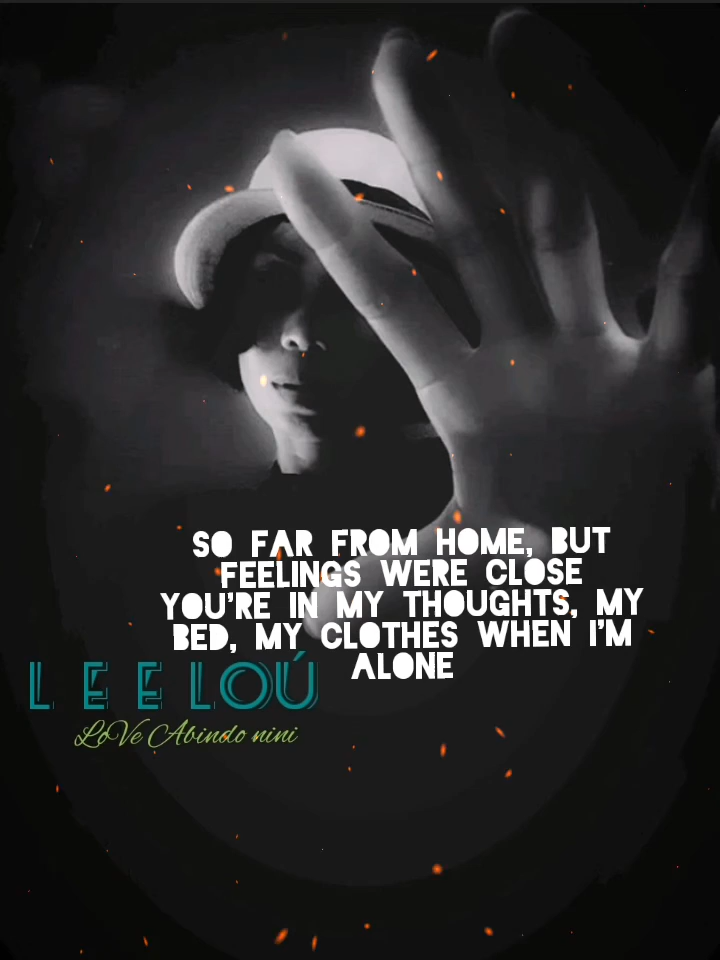 SO FAR FROM HOME, BUT
FEELINGS WERE CLOSE
YOU'RE IN MY THOUGHTS, MY
BED, MY CLOTHES WHEN I'M
ALONE
LEELOÚ
LoVe Abindo nini